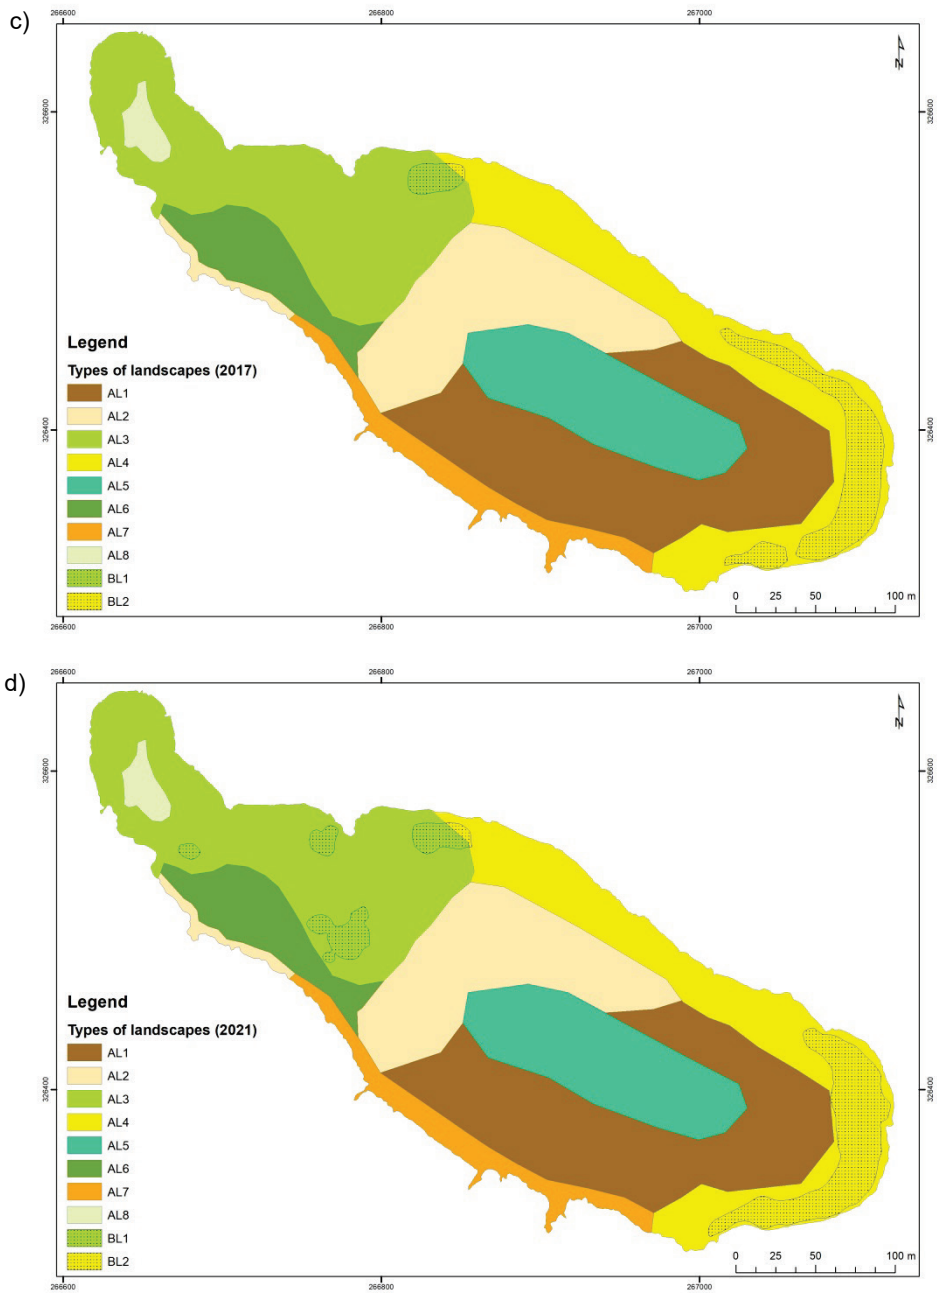 c)
266600
266800
267000
N
326600
326600
Legend
Types of landscapes (2017)
AL1
AL2
AL3
AL4
AL5
AL6
AL7
AL8
BL1
BL2
326400
326400
0 25 50 100 m
266600
266800
267000
d)
266600
266800
267000
N
326600
326600
Legend
Types of landscapes (2021)
AL1
AL2
AL3
AL4
AL5
AL6
AL7
AL8
BL1
BL2
326400
326400
0 25 50 100 m
266600
266800
267000